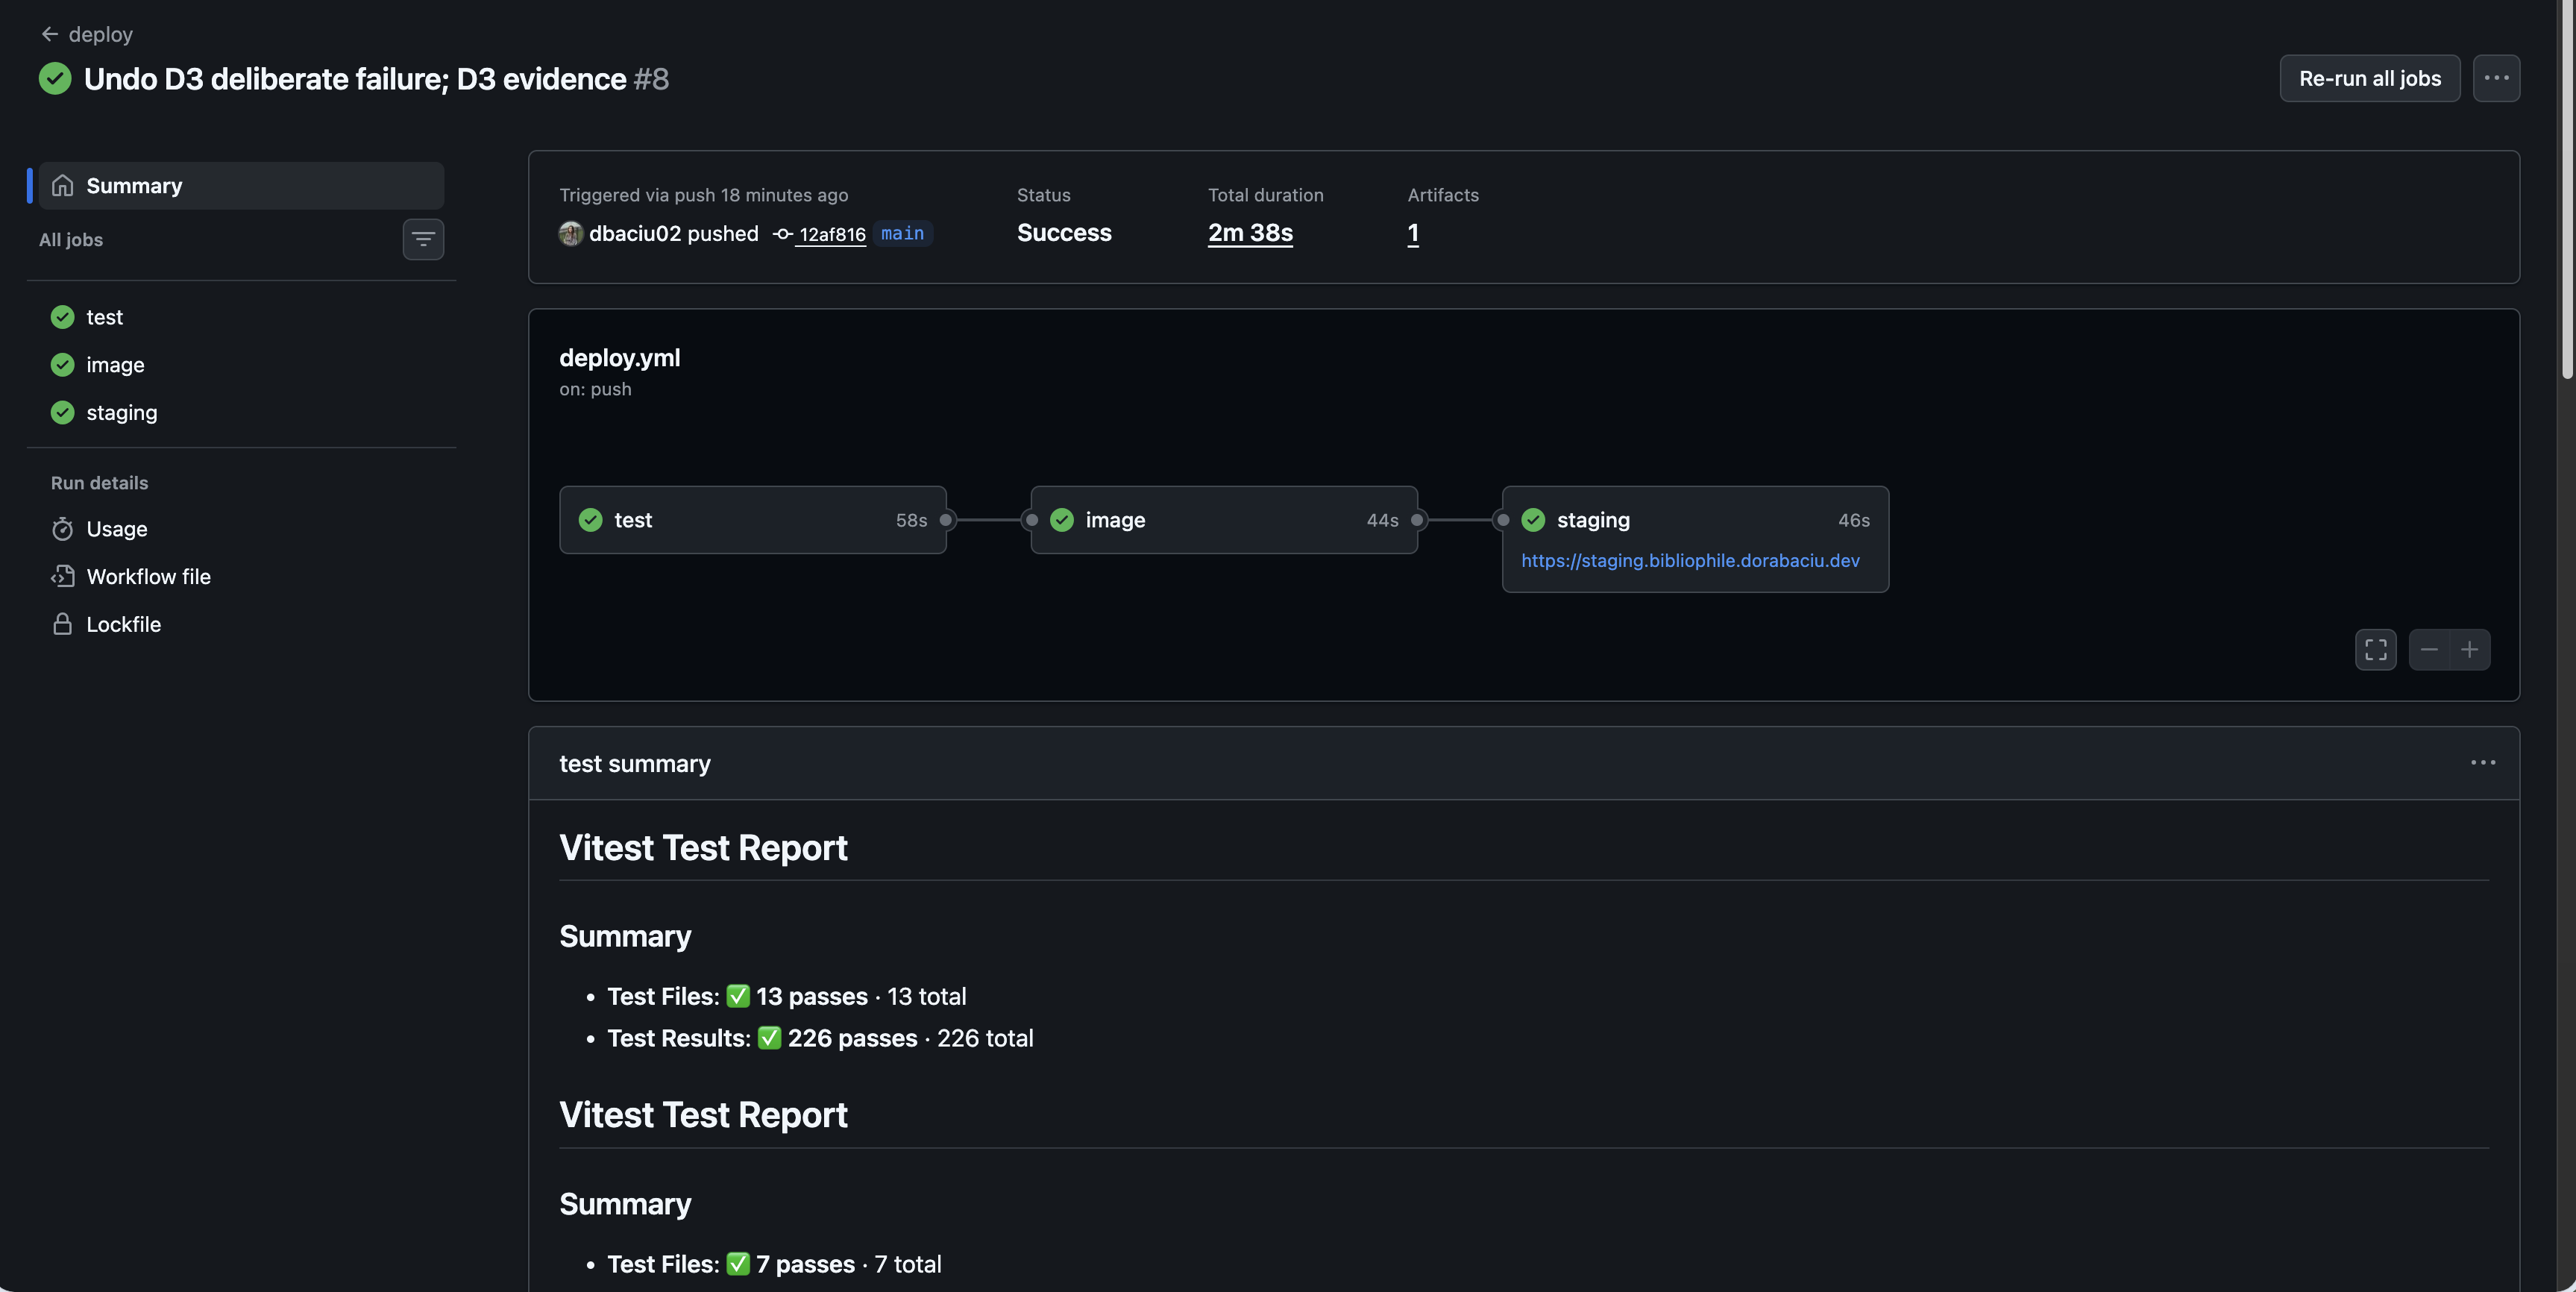 deploy
Undo D3 deliberate failure; D3 evidence #8
Re-run all jobs
Summary
All jobs
test
image
staging
Run details
Usage
Workflow file
Lockfile
Triggered via push 18 minutes ago
dbaciu02 pushed 12af816 main
Status
Success
Total duration
2m 38s
Artifacts
1
deploy.yml
on: push
test 58s
image 44s
staging 46s
https://staging.bibliophile.dorabaciu.dev
test summary
Vitest Test Report
Summary
• Test Files: ✅ 13 passes · 13 total
• Test Results: ✅ 226 passes · 226 total
Vitest Test Report
Summary
• Test Files: ✅ 7 passes · 7 total